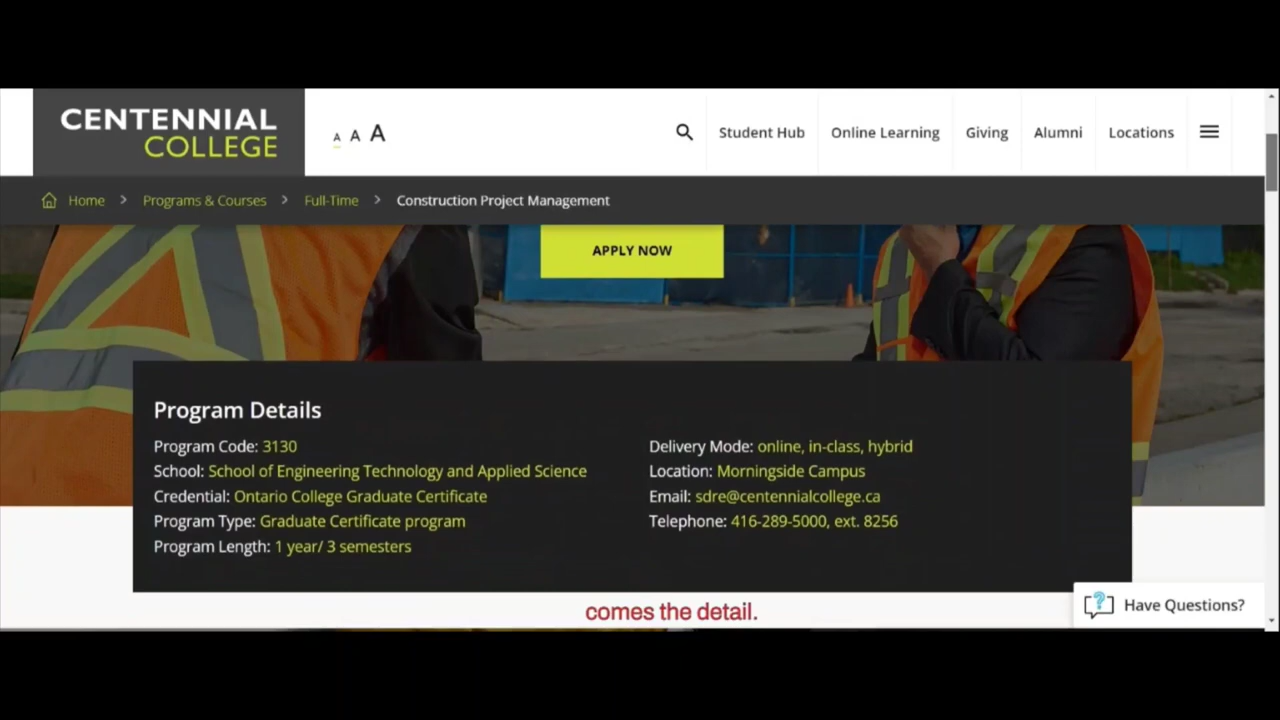 CENTENNIAL
COLLEGE
A A A
Student Hub
Online Learning
Giving
Alumni
Locations
Home > Programs & Courses > Full-Time > Construction Project Management
APPLY NOW
Program Details
Program Code: 3130
School: School of Engineering Technology and Applied Science
Credential: Ontario College Graduate Certificate
Program Type: Graduate Certificate program
Program Length: 1 year/ 3 semesters
Delivery Mode: online, in-class, hybrid
Location: Morningside Campus
Email: sdre@centennialcollege.ca
Telephone: 416-289-5000, ext. 8256
comes the detail.
Have Questions?